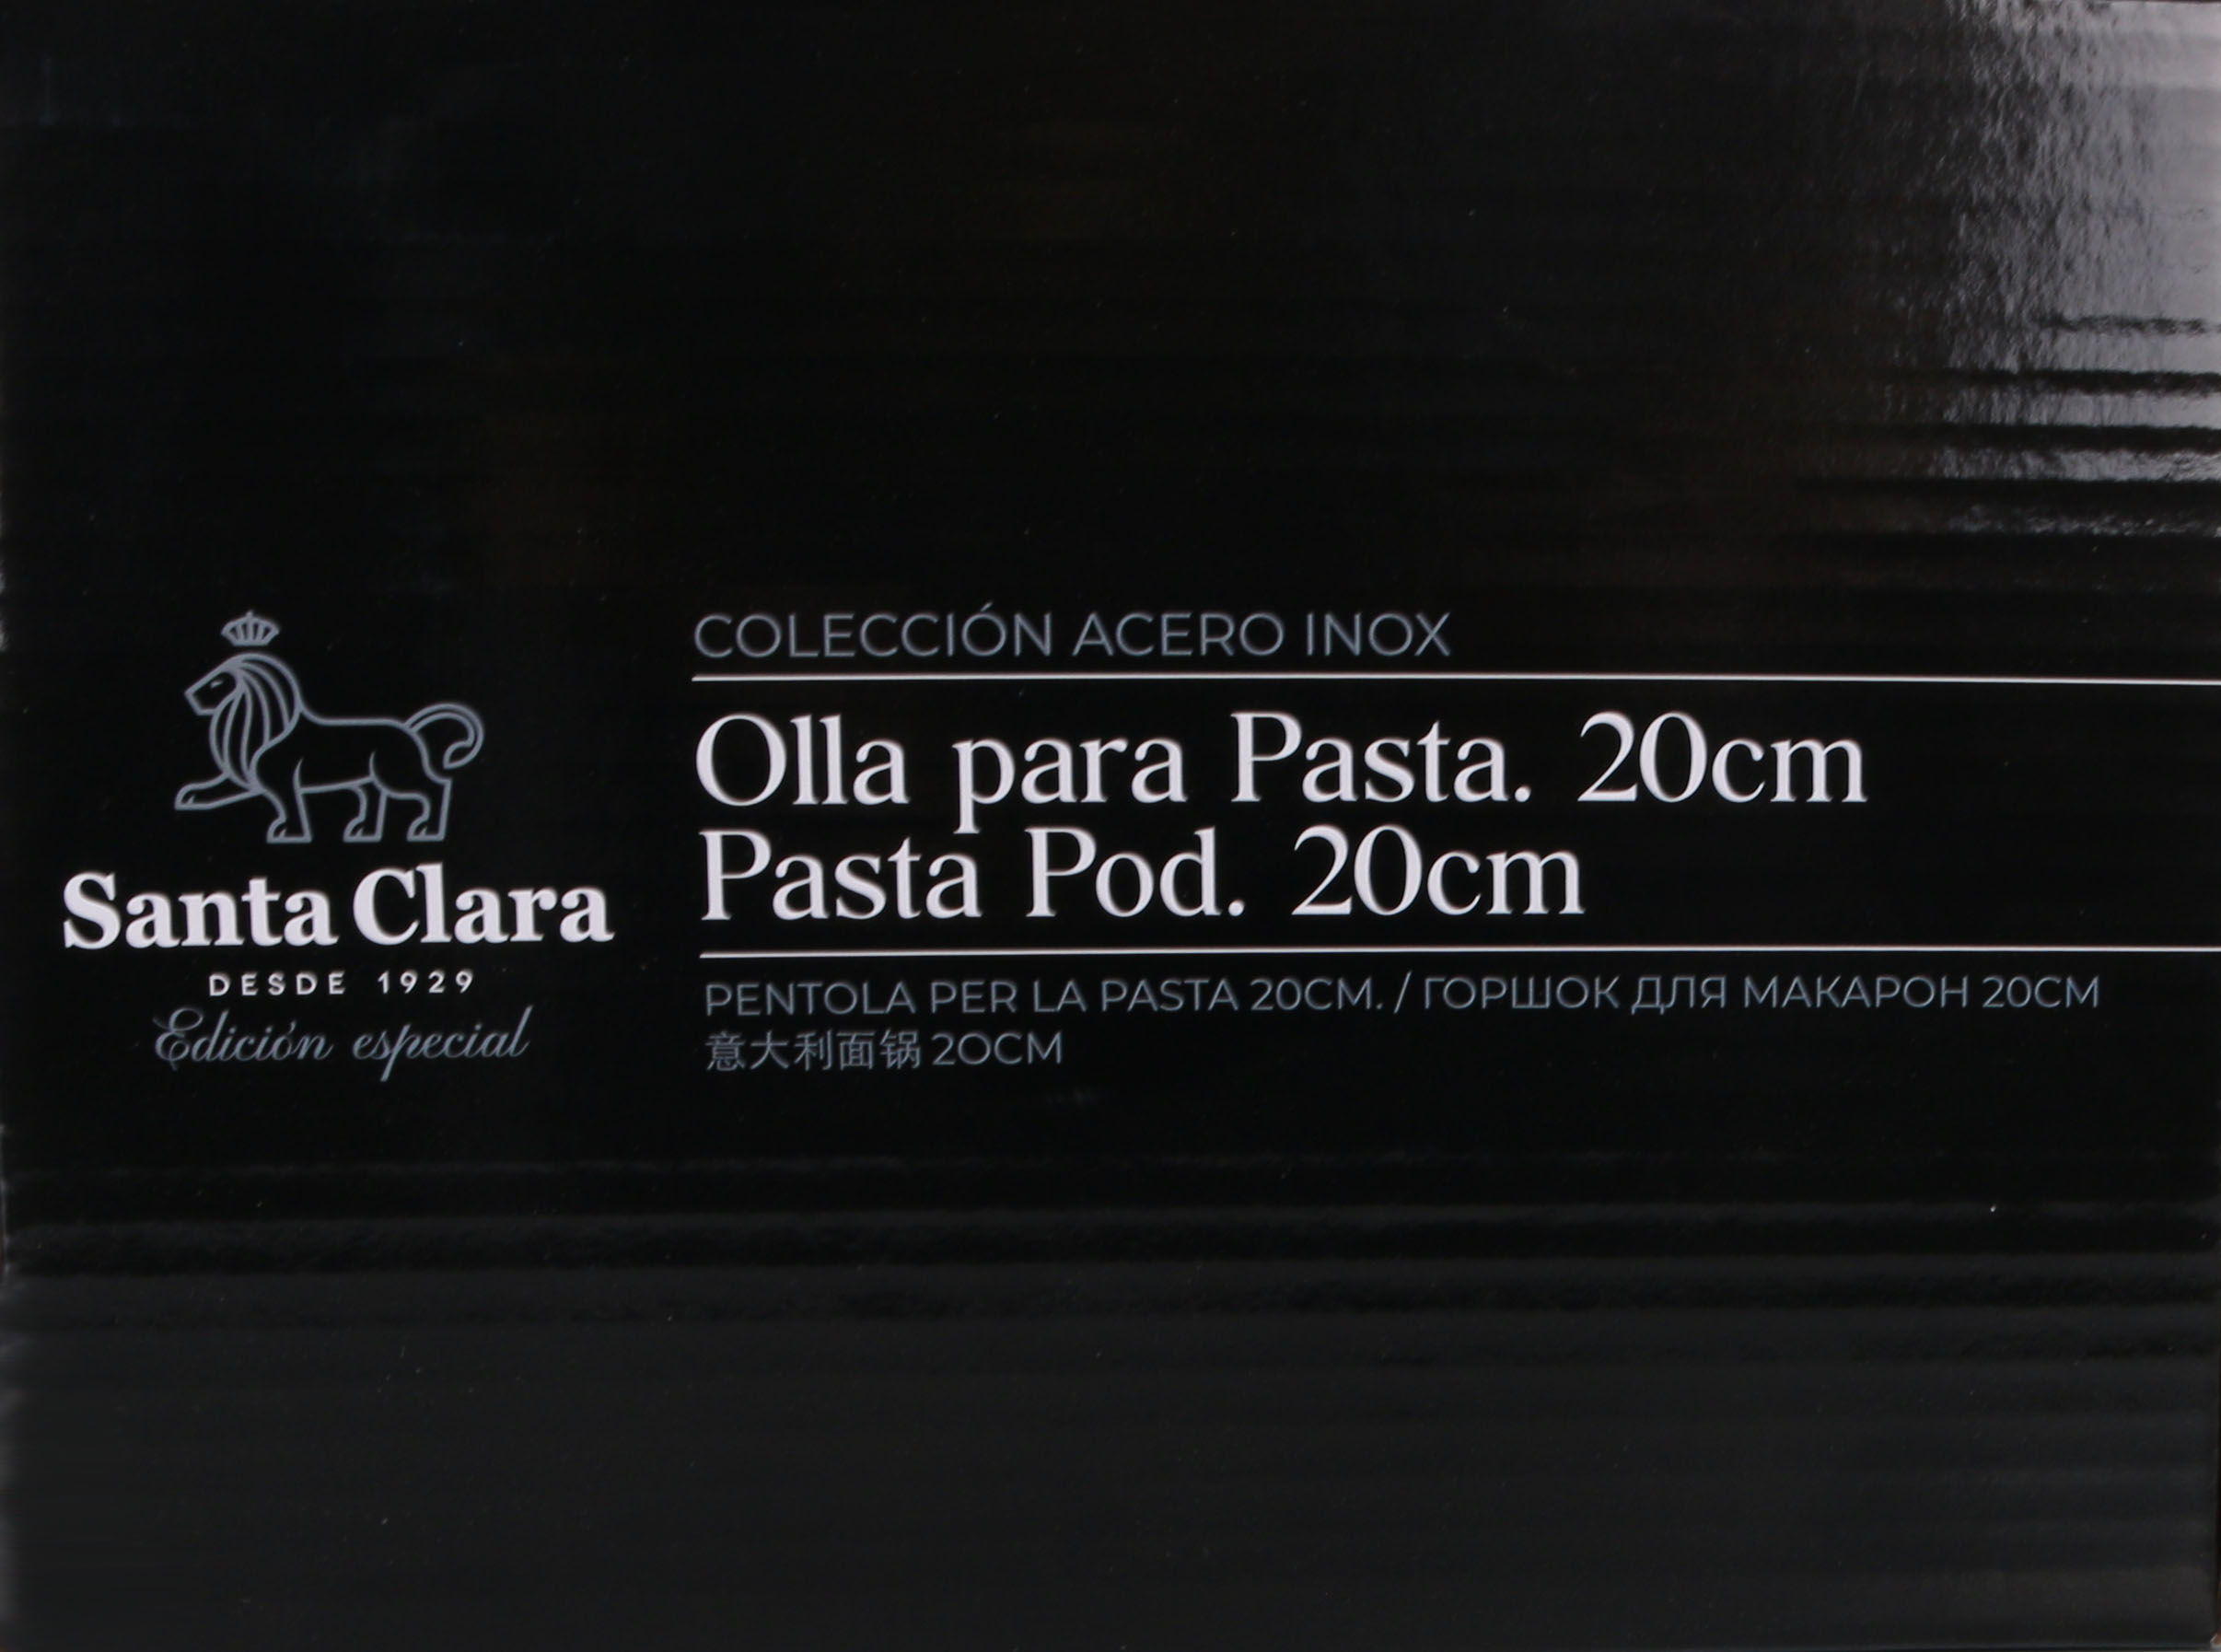 Santa Clara
DESDE 1929
Edición especial
COLECCIÓN ACERO INOX
Olla para Pasta. 20cm
Pasta Pod. 20cm
PENTOLA PER LA PASTA 20CM. / ГОРШОК ДЛЯ МАКАРОН 20CM
意大利面锅 20CM